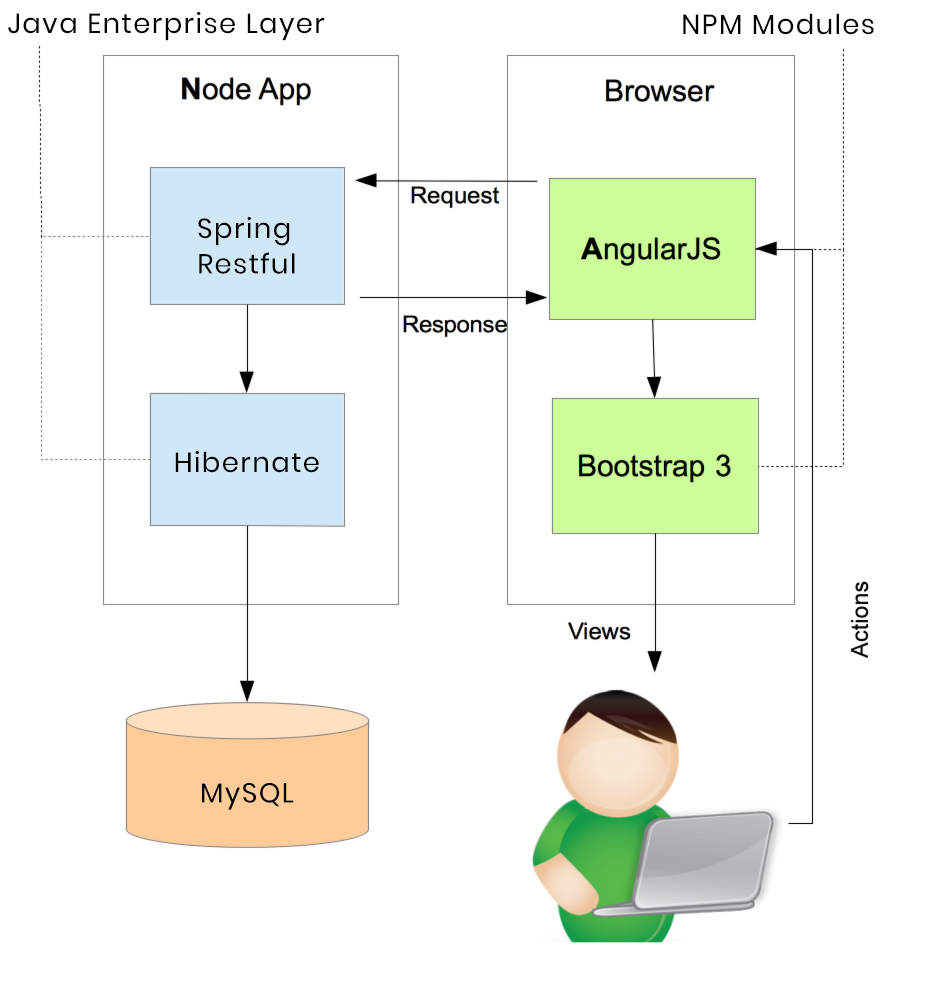 Java Enterprise Layer
NPM Modules
Node App
Browser
Request
Spring
Restful
AngularJS
Response
Hibernate
Bootstrap 3
Actions
Views
MySQL